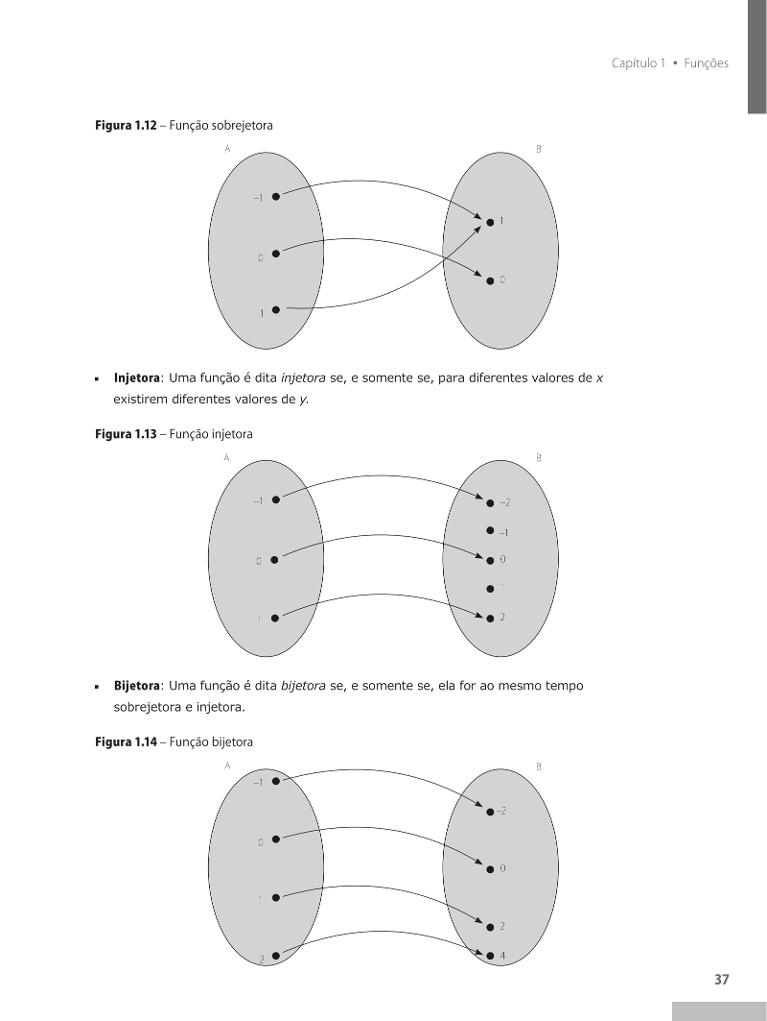 Capítulo 1 • Funções
Figura 1.12 – Função sobrejetora
A B
–1
1
0
0
1
▪ Injetora: Uma função é dita injetora se, e somente se, para diferentes valores de x
existirem diferentes valores de y.
Figura 1.13 – Função injetora
A B
–1 –2
–1
0 0
1
1 2
▪ Bijetora: Uma função é dita bijetora se, e somente se, ela for ao mesmo tempo
sobrejetora e injetora.
Figura 1.14 – Função bijetora
A B
–1
–2
0
0
1
2
2 4
37